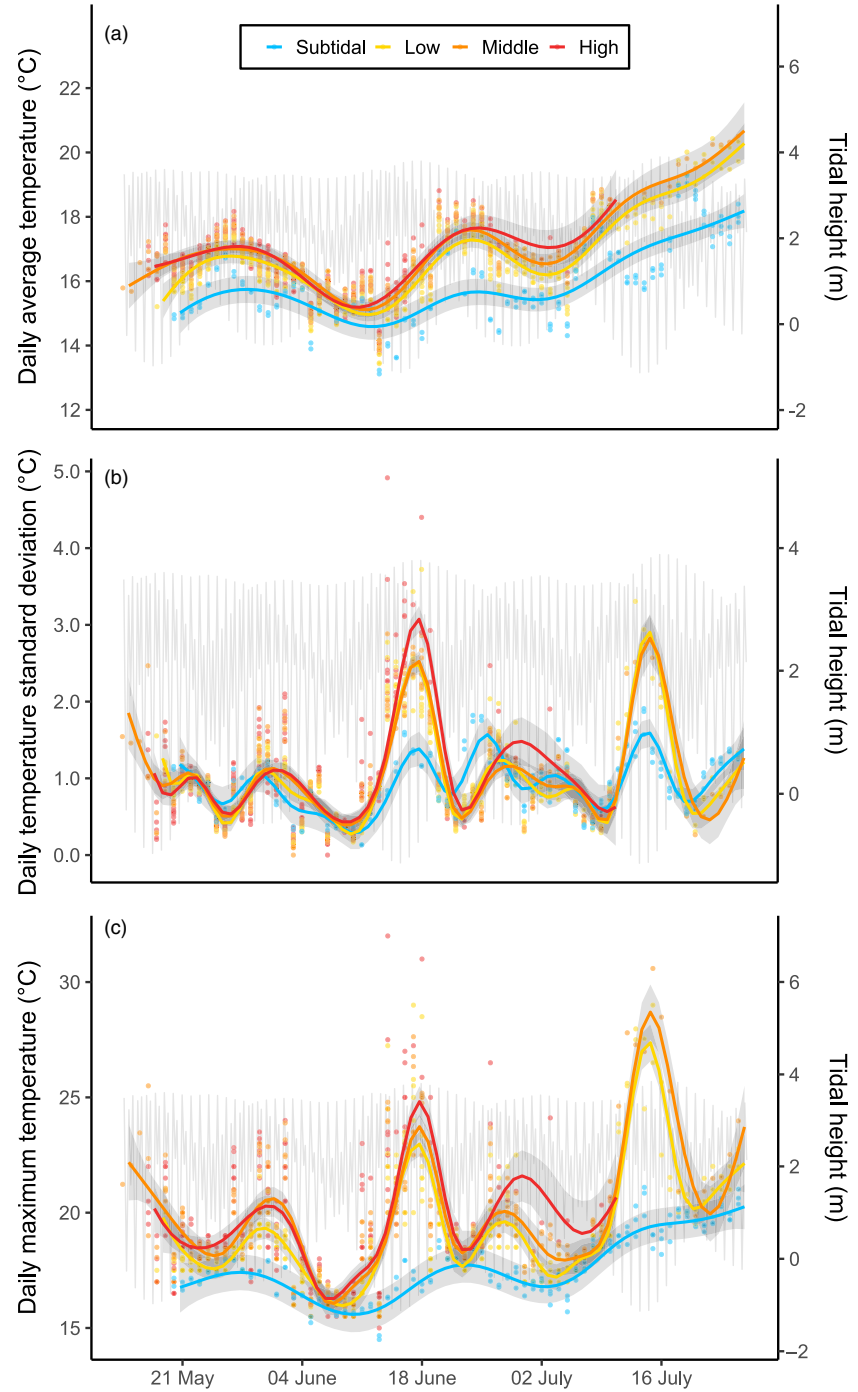 (a)
Subtidal Low Middle High
Daily average temperature (°C)
22
20
18
16
14
12
6
4
2
0
-2
Tidal height (m)
(b)
Daily temperature standard deviation (°C)
5.0
4.0
3.0
2.0
1.0
0.0
4
2
0
Tidal height (m)
(c)
Daily maximum temperature (°C)
30
25
20
15
6
4
2
0
−2
Tidal height (m)
21 May 04 June 18 June 02 July 16 July